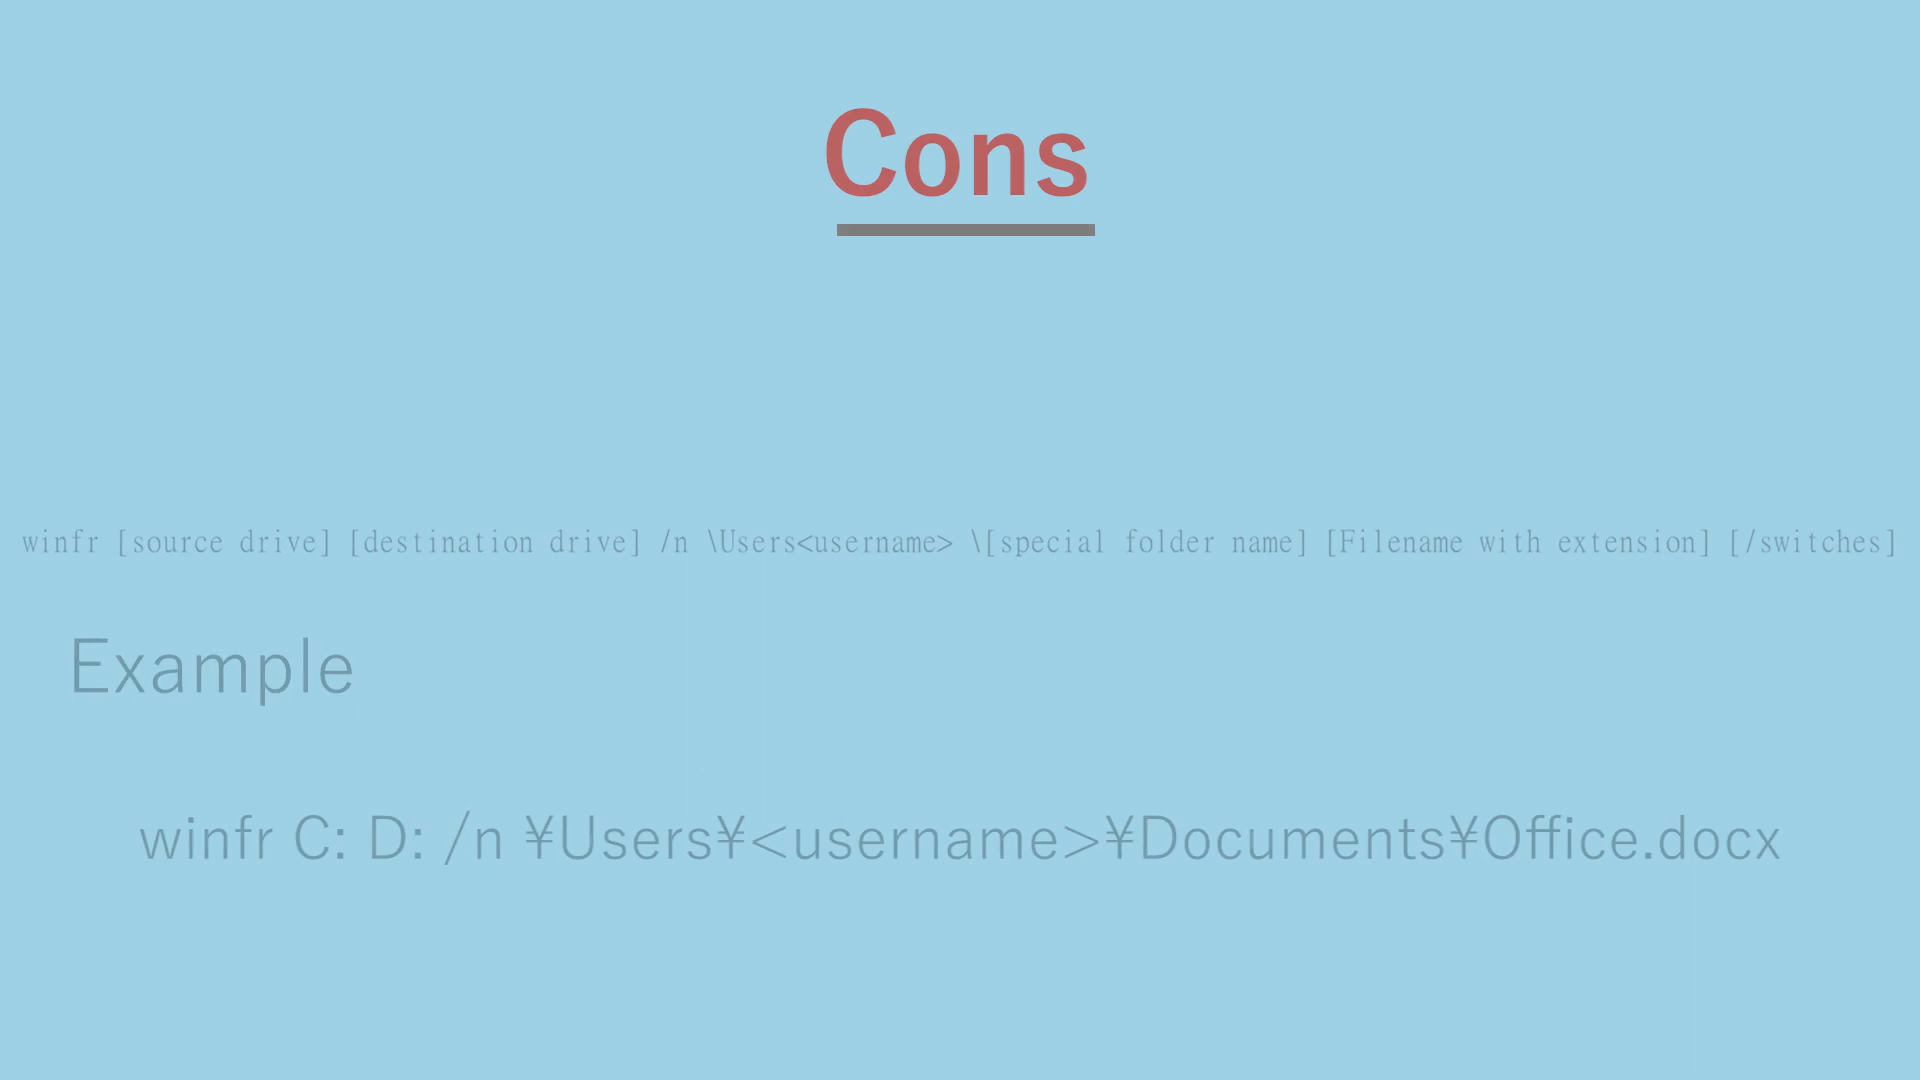 Cons
winfr [source drive] [destination drive] /n \Users<username> \[special folder name] [Filename with extension] [/switches]
Example
winfr C: D: /n ¥Users¥<username>¥Documents¥Office.docx